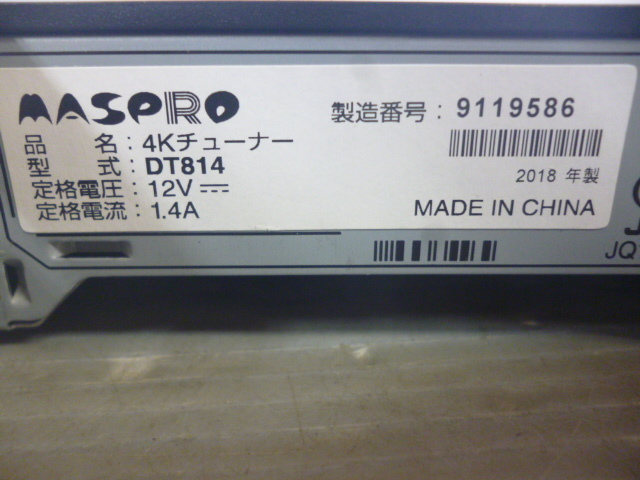 MASPRO
製造番号: 9119586
品　　名: 4Kチューナー
型　　式: DT814
定格電圧: 12V
定格電流: 1.4A
2018 年製
MADE IN CHINA
JQ